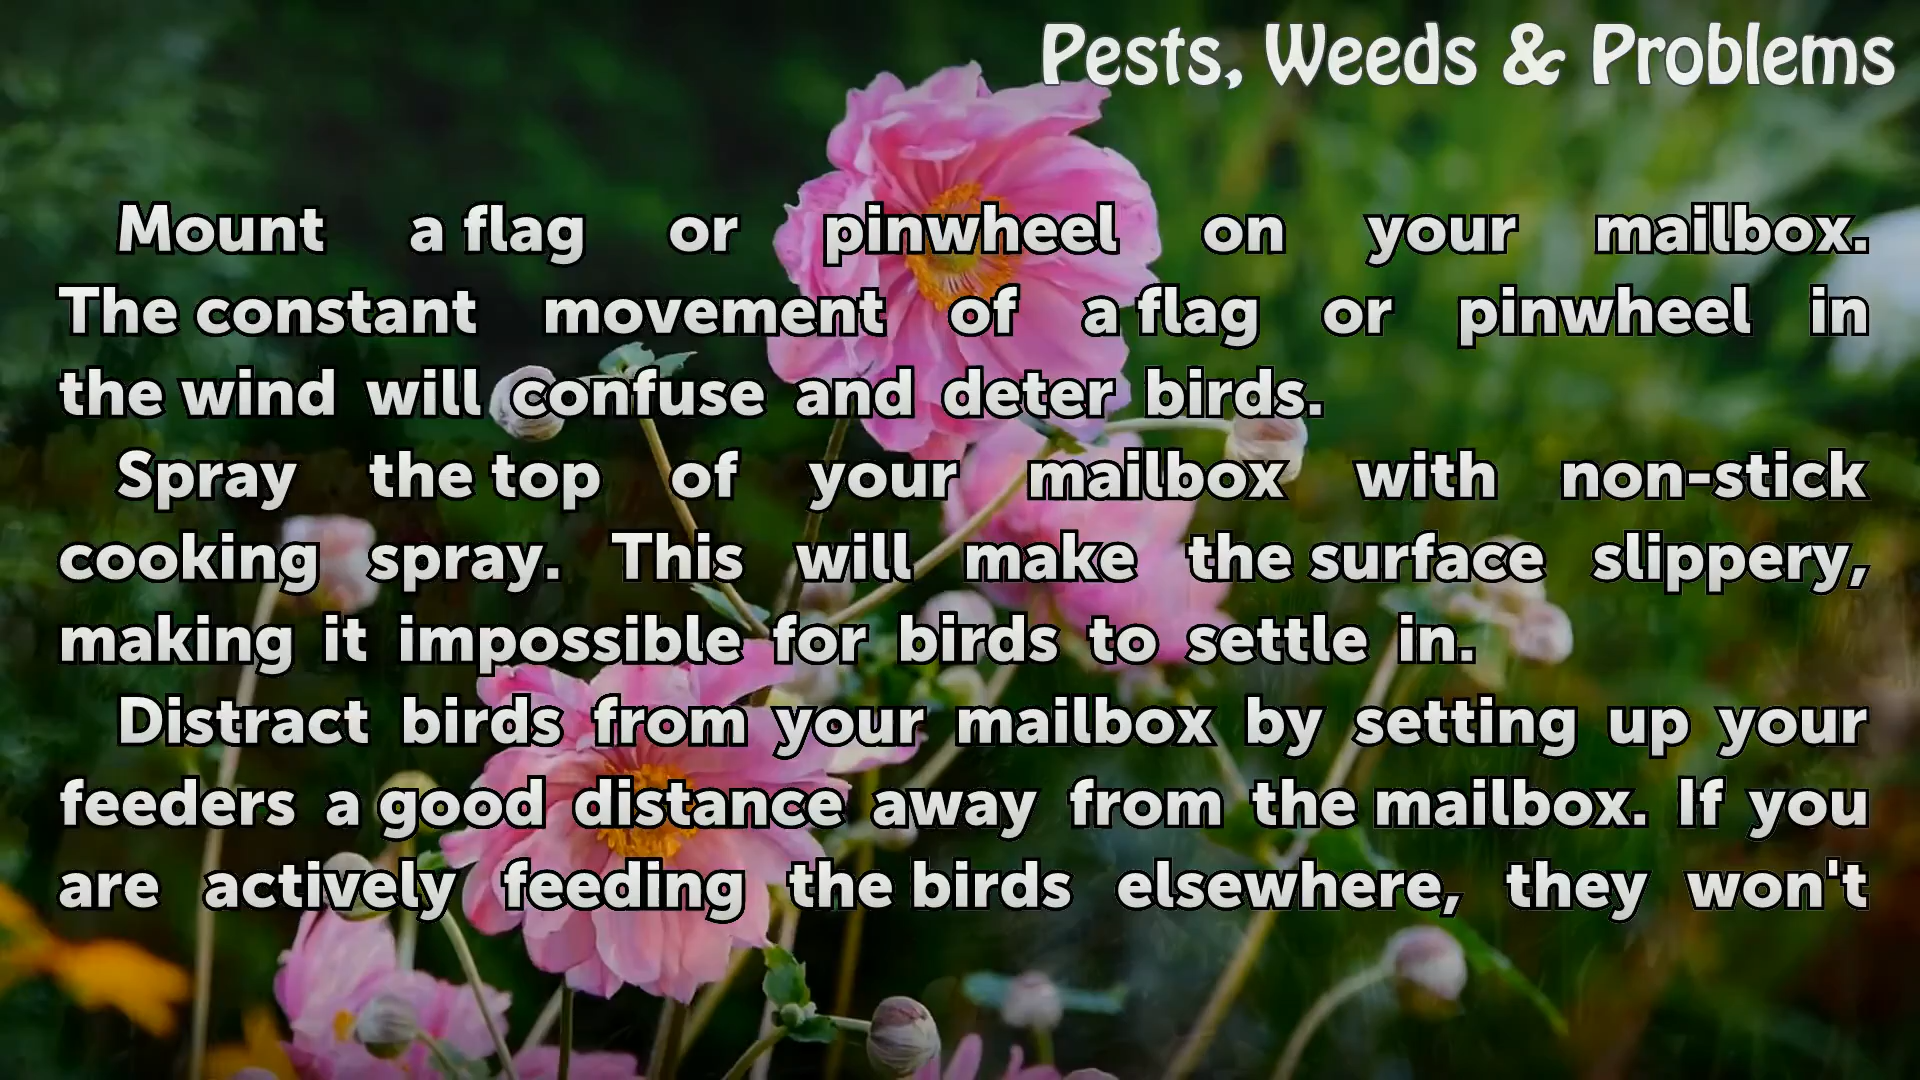 Pests, Weeds & Problems
Mount a flag or pinwheel on your mailbox.
The constant movement of a flag or pinwheel in
the wind will confuse and deter birds.
Spray the top of your mailbox with non-stick
cooking spray. This will make the surface slippery,
making it impossible for birds to settle in.
Distract birds from your mailbox by setting up your
feeders a good distance away from the mailbox. If you
are actively feeding the birds elsewhere, they won't